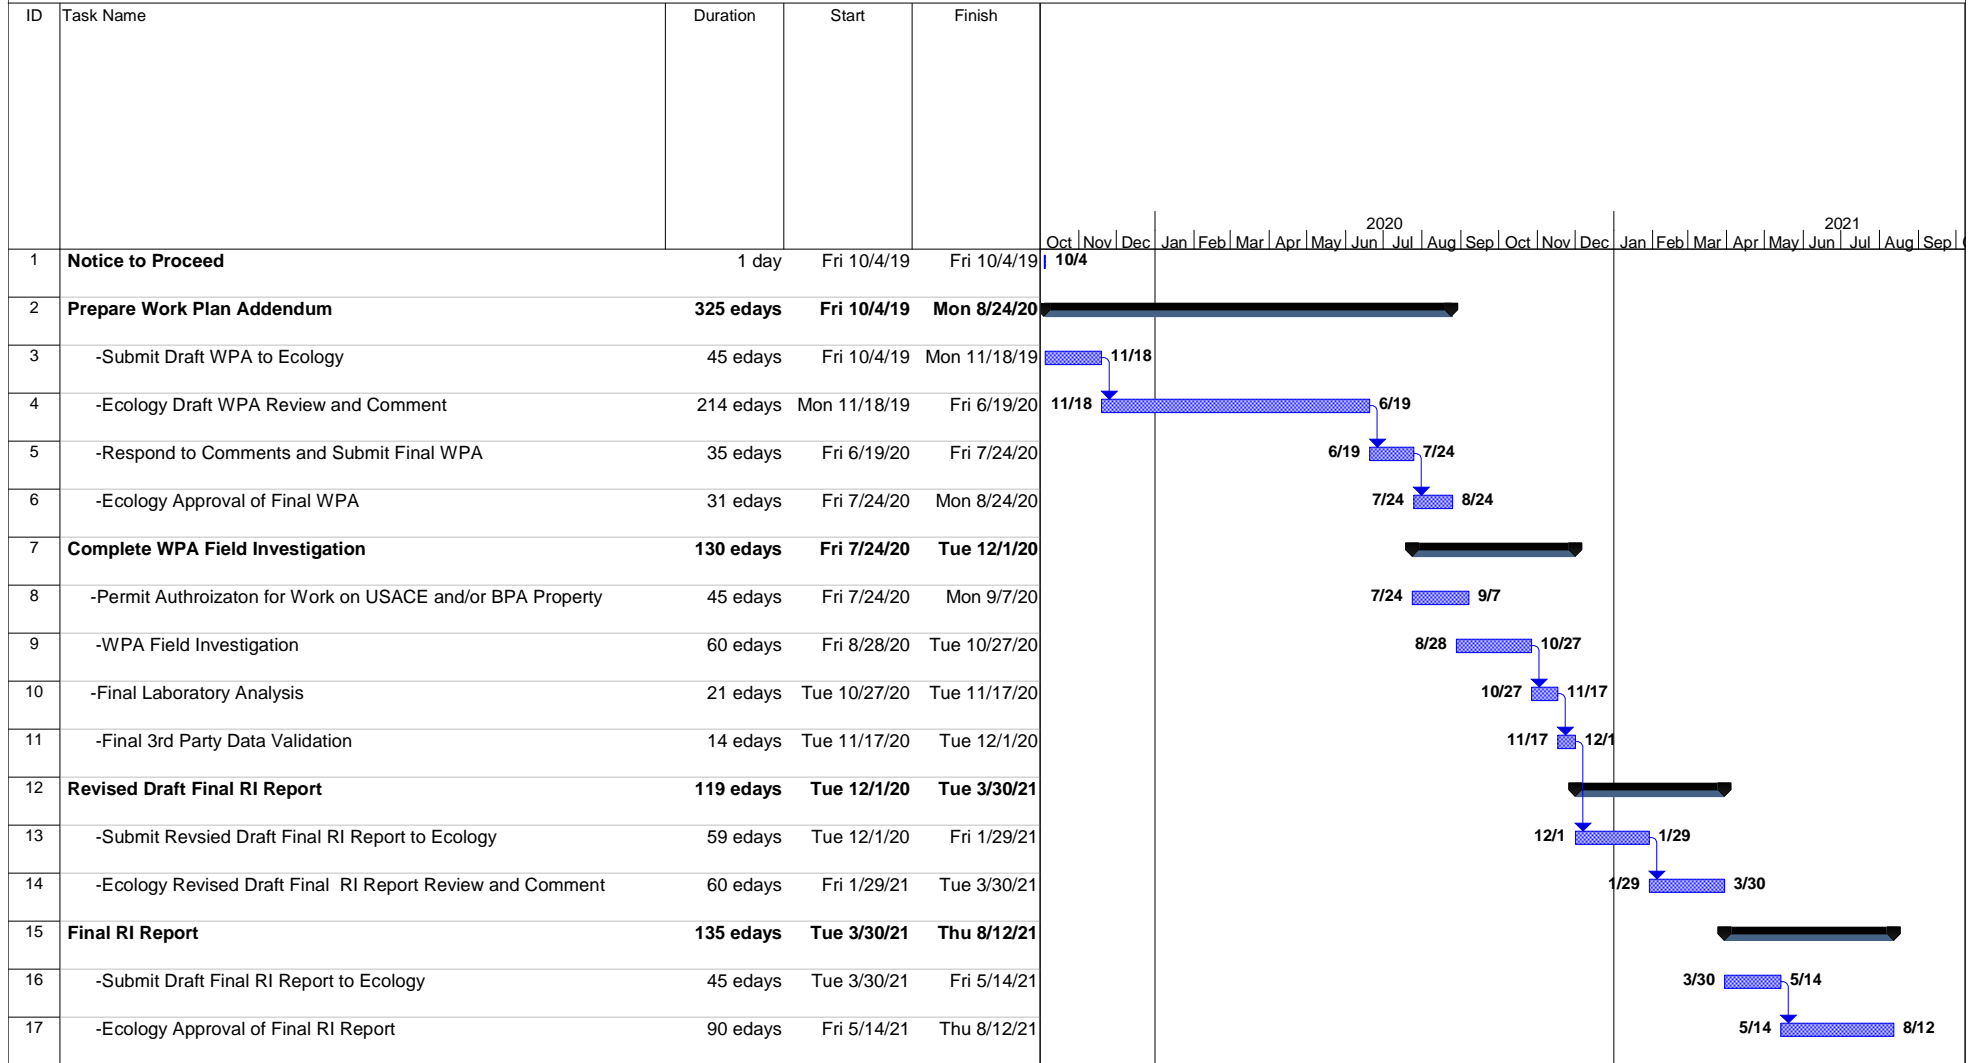 ID Task Name Duration Start Finish
2020 2021
Oct Nov Dec Jan Feb Mar Apr May Jun Jul Aug Sep Oct Nov Dec Jan Feb Mar Apr May Jun Jul Aug Sep
1 Notice to Proceed 1 day Fri 10/4/19 Fri 10/4/19 10/4
2 Prepare Work Plan Addendum 325 edays Fri 10/4/19 Mon 8/24/20
3 -Submit Draft WPA to Ecology 45 edays Fri 10/4/19 Mon 11/18/19 11/18
4 -Ecology Draft WPA Review and Comment 214 edays Mon 11/18/19 Fri 6/19/20 11/18 6/19
5 -Respond to Comments and Submit Final WPA 35 edays Fri 6/19/20 Fri 7/24/20 6/19 7/24
6 -Ecology Approval of Final WPA 31 edays Fri 7/24/20 Mon 8/24/20 7/24 8/24
7 Complete WPA Field Investigation 130 edays Fri 7/24/20 Tue 12/1/20
8 -Permit Authroizaton for Work on USACE and/or BPA Property 45 edays Fri 7/24/20 Mon 9/7/20 7/24 9/7
9 -WPA Field Investigation 60 edays Fri 8/28/20 Tue 10/27/20 8/28 10/27
10 -Final Laboratory Analysis 21 edays Tue 10/27/20 Tue 11/17/20 10/27 11/17
11 -Final 3rd Party Data Validation 14 edays Tue 11/17/20 Tue 12/1/20 11/17 12/1
12 Revised Draft Final RI Report 119 edays Tue 12/1/20 Tue 3/30/21
13 -Submit Revsied Draft Final RI Report to Ecology 59 edays Tue 12/1/20 Fri 1/29/21 12/1 1/29
14 -Ecology Revised Draft Final RI Report Review and Comment 60 edays Fri 1/29/21 Tue 3/30/21 1/29 3/30
15 Final RI Report 135 edays Tue 3/30/21 Thu 8/12/21
16 -Submit Draft Final RI Report to Ecology 45 edays Tue 3/30/21 Fri 5/14/21 3/30 5/14
17 -Ecology Approval of Final RI Report 90 edays Fri 5/14/21 Thu 8/12/21 5/14 8/12